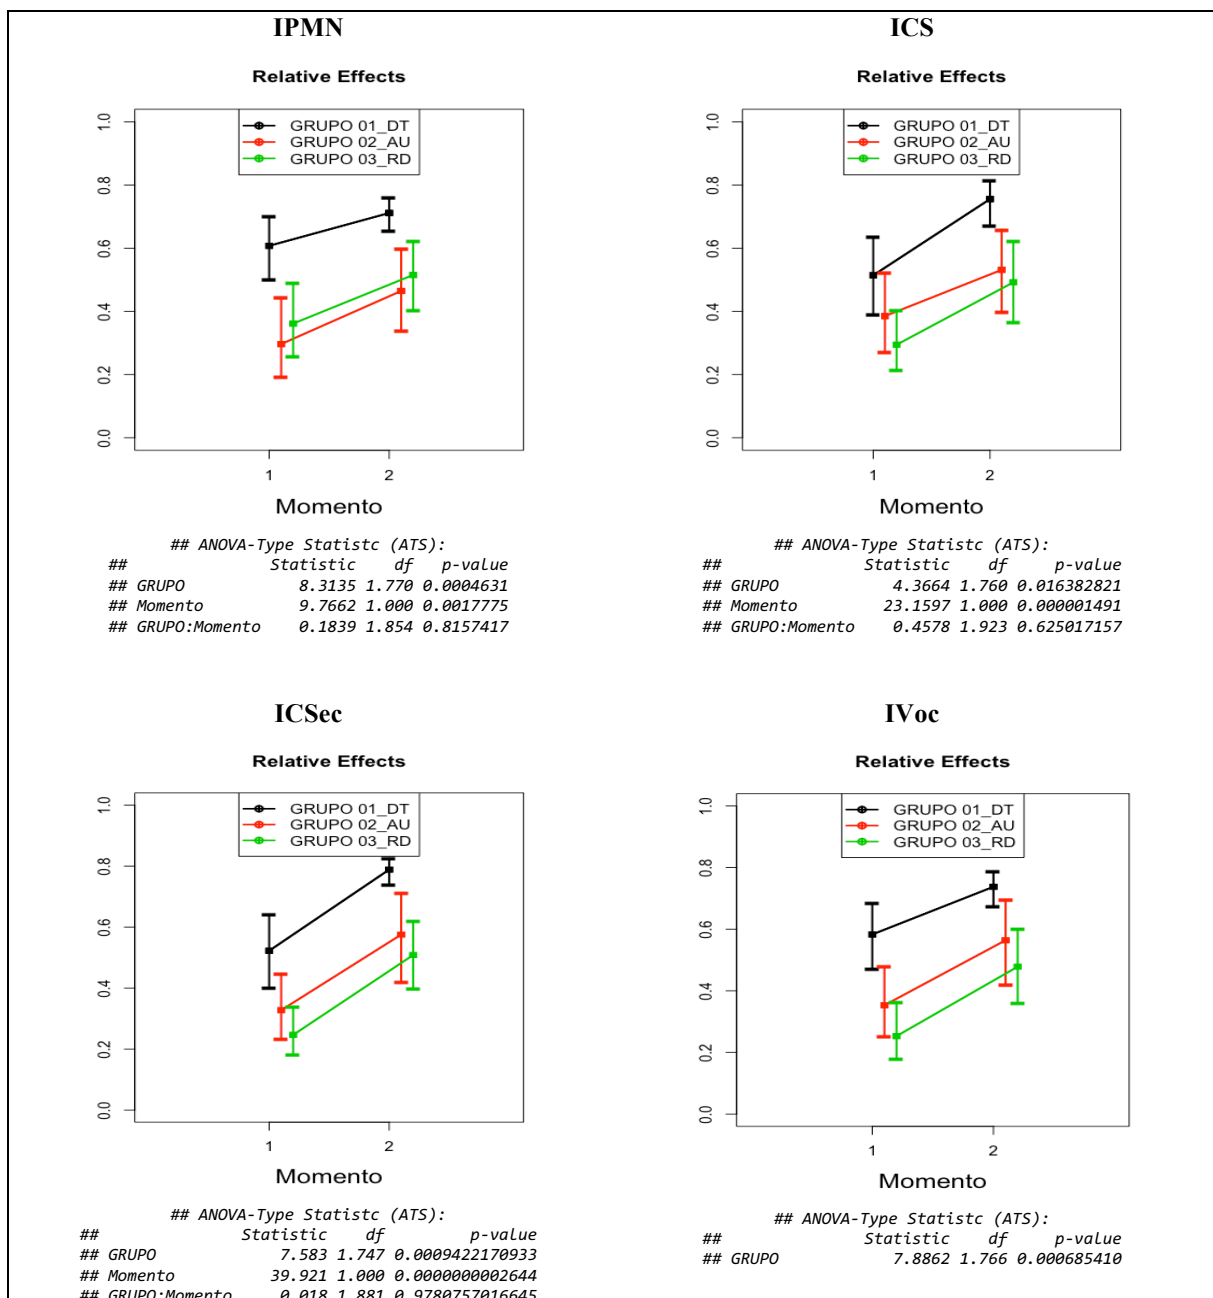 IPMN
Relative Effects
GRUPO 01_DT
GRUPO 02_AU
GRUPO 03_RD
1.0
0.8
0.6
0.4
0.2
0.0
1 2
Momento
## ANOVA-Type Statistc (ATS):
## Statistic df p-value
## GRUPO 8.3135 1.770 0.0004631
## Momento 9.7662 1.000 0.0017775
## GRUPO:Momento 0.1839 1.854 0.8157417
ICS
Relative Effects
GRUPO 01_DT
GRUPO 02_AU
GRUPO 03_RD
1.0
0.8
0.6
0.4
0.2
0.0
1 2
Momento
## ANOVA-Type Statistc (ATS):
## Statistic df p-value
## GRUPO 4.3664 1.760 0.016382821
## Momento 23.1597 1.000 0.000001491
## GRUPO:Momento 0.4578 1.923 0.625017157
ICSec
Relative Effects
GRUPO 01_DT
GRUPO 02_AU
GRUPO 03_RD
1.0
0.8
0.6
0.4
0.2
0.0
1 2
Momento
## ANOVA-Type Statistc (ATS):
## Statistic df p-value
## GRUPO 7.583 1.747 0.0009422170933
## Momento 39.921 1.000 0.0000000002644
## GRUPO:Momento 0.018 1.881 0.9780757016645
IVoc
Relative Effects
GRUPO 01_DT
GRUPO 02_AU
GRUPO 03_RD
1.0
0.8
0.6
0.4
0.2
0.0
1 2
Momento
## ANOVA-Type Statistc (ATS):
## Statistic df p-value
## GRUPO 7.8862 1.766 0.000685410